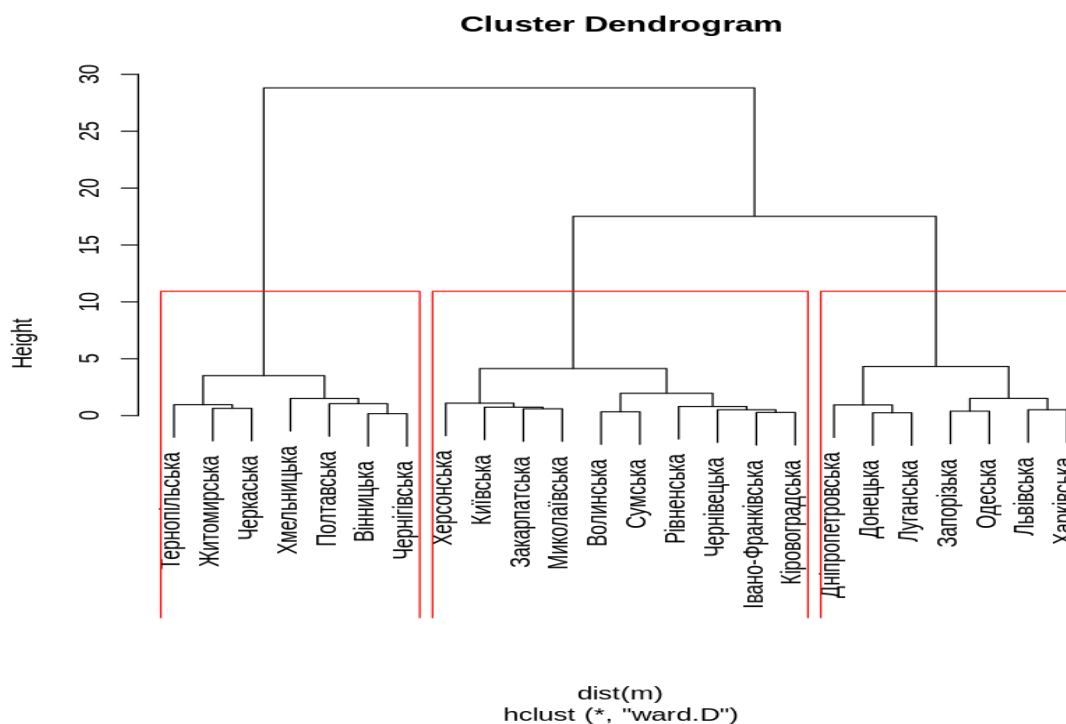 Cluster Dendrogram
30
25
20
15
10
5
0
Height
Тернопільська
Житомирська
Черкаська
Хмельницька
Полтавська
Вінницька
Чернігівська
Херсонська
Київська
Закарпатська
Миколаївська
Волинська
Сумська
Рівненська
Чернівецька
Івано-Франківська
Кіровоградська
Дніпропетровська
Донецька
Луганська
Запорізька
Одеська
Львівська
Харківська
dist(m)
hclust (*, "ward.D")